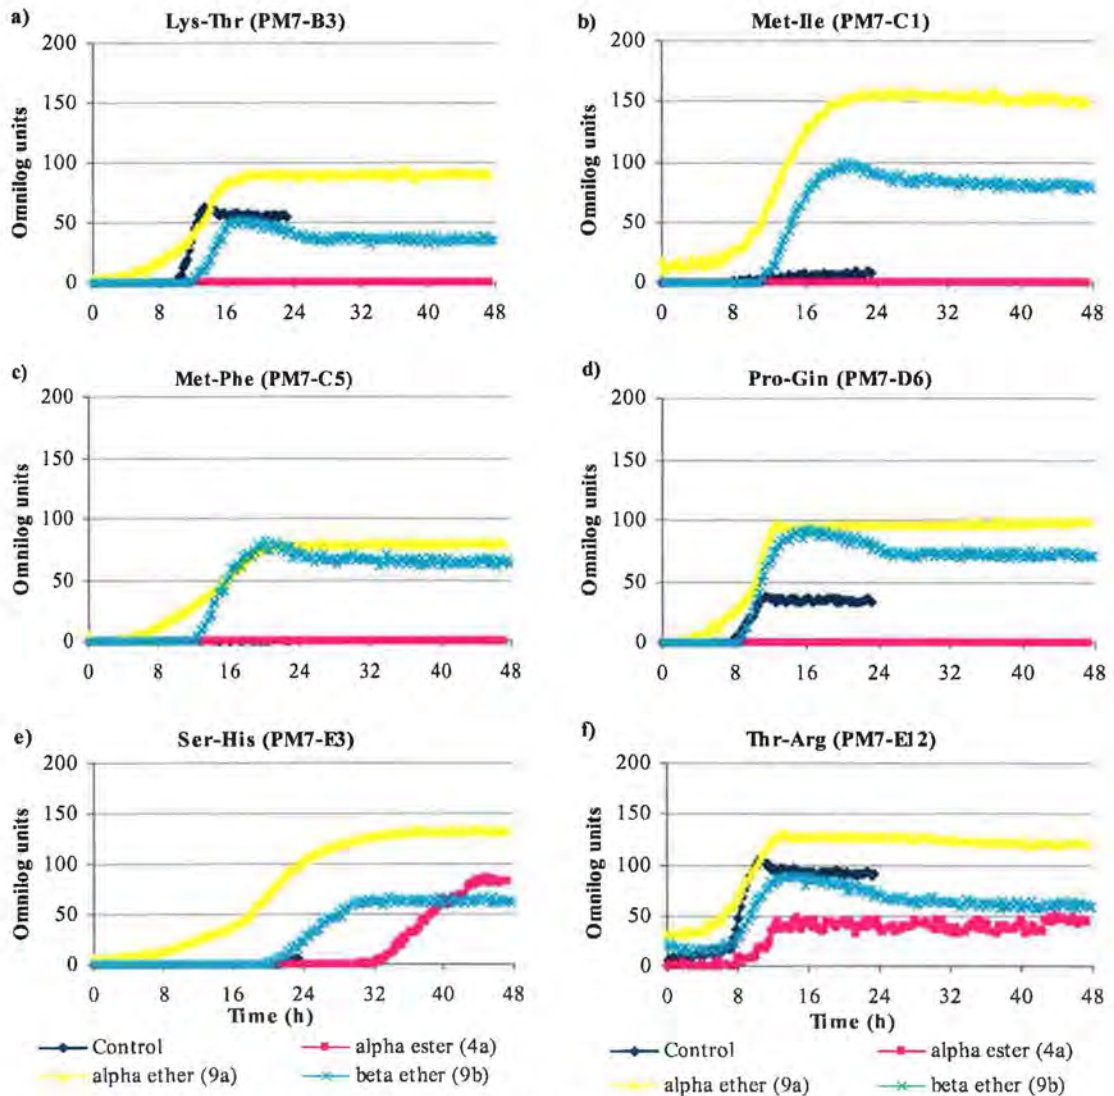 a) Lys-Thr (PM7-B3)
200
150
100
50
0
Omnilog units
0 8 16 24 32 40 48
b) Met-Ile (PM7-C1)
200
150
100
50
0
Omnilog units
0 8 16 24 32 40 48
c) Met-Phe (PM7-C5)
200
150
100
50
0
Omnilog units
0 8 16 24 32 40 48
d) Pro-Gin (PM7-D6)
200
150
100
50
0
Omnilog units
0 8 16 24 32 40 48
e) Ser-His (PM7-E3)
200
150
100
50
0
Omnilog units
0 8 16 24 32 40 48
Time (h)
Control alpha ester (4a)
alpha ether (9a) beta ether (9b)
f) Thr-Arg (PM7-E12)
200
150
100
50
0
Omnilog units
0 8 16 24 32 40 48
Time (h)
Control alpha ester (4a)
alpha ether (9a) beta ether (9b)